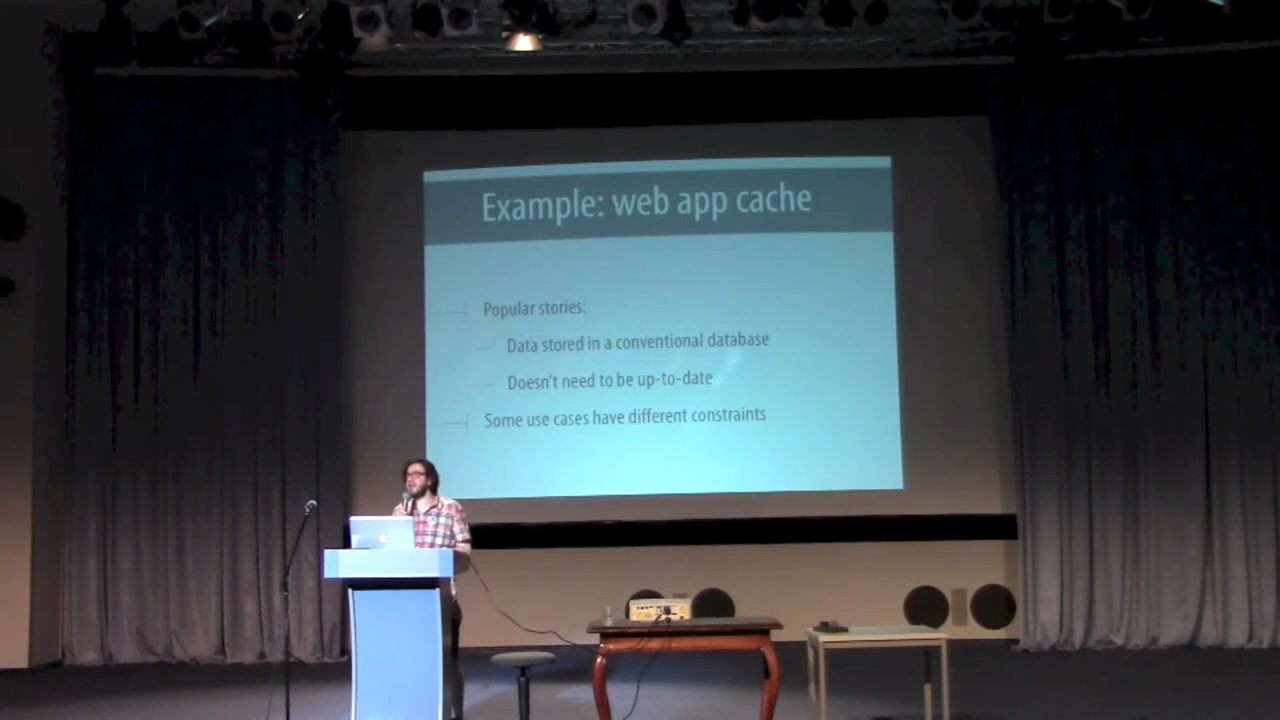 Example: web app cache
Popular stories:
Data stored in a conventional database
Doesn't need to be up-to-date
Some use cases have different constraints